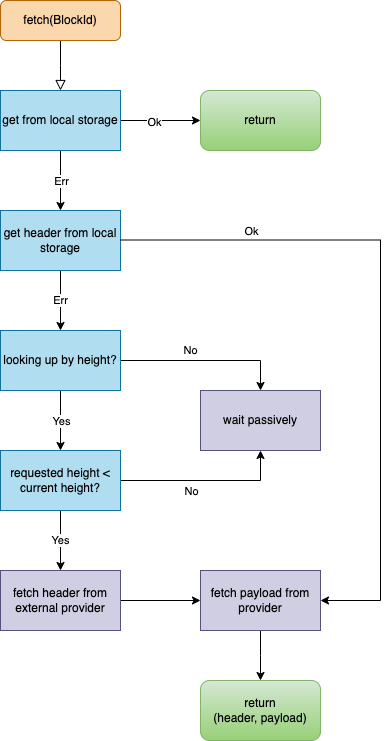 fetch(BlockId)
get from local storage
Ok
return
Err
get header from local
storage
Ok
Err
looking up by height?
No
wait passively
Yes
requested height <
current height?
No
Yes
fetch header from
external provider
fetch payload from
provider
return
(header, payload)